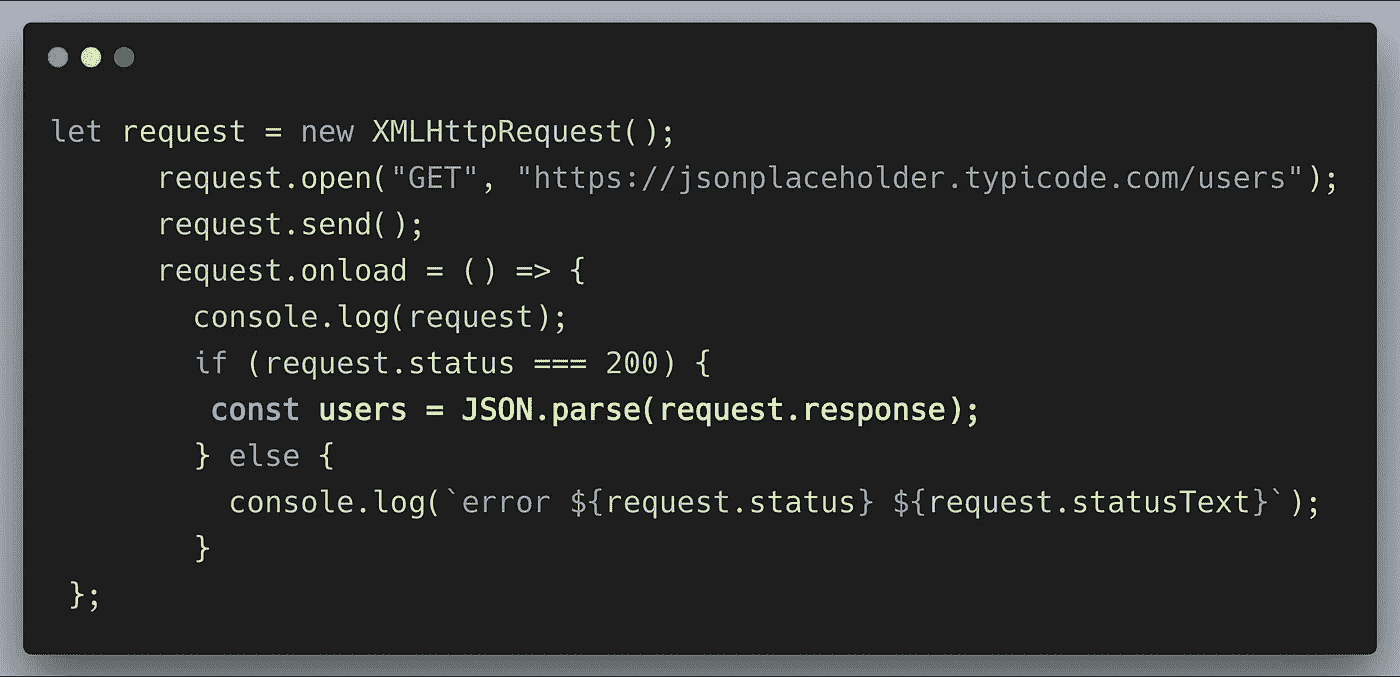 let request = new XMLHttpRequest();
request.open("GET", "https://jsonplaceholder.typicode.com/users");
request.send();
request.onload = () => {
console.log(request);
if (request.status === 200) {
const users = JSON.parse(request.response);
} else {
console.log(`error ${request.status} ${request.statusText}`);
}
};